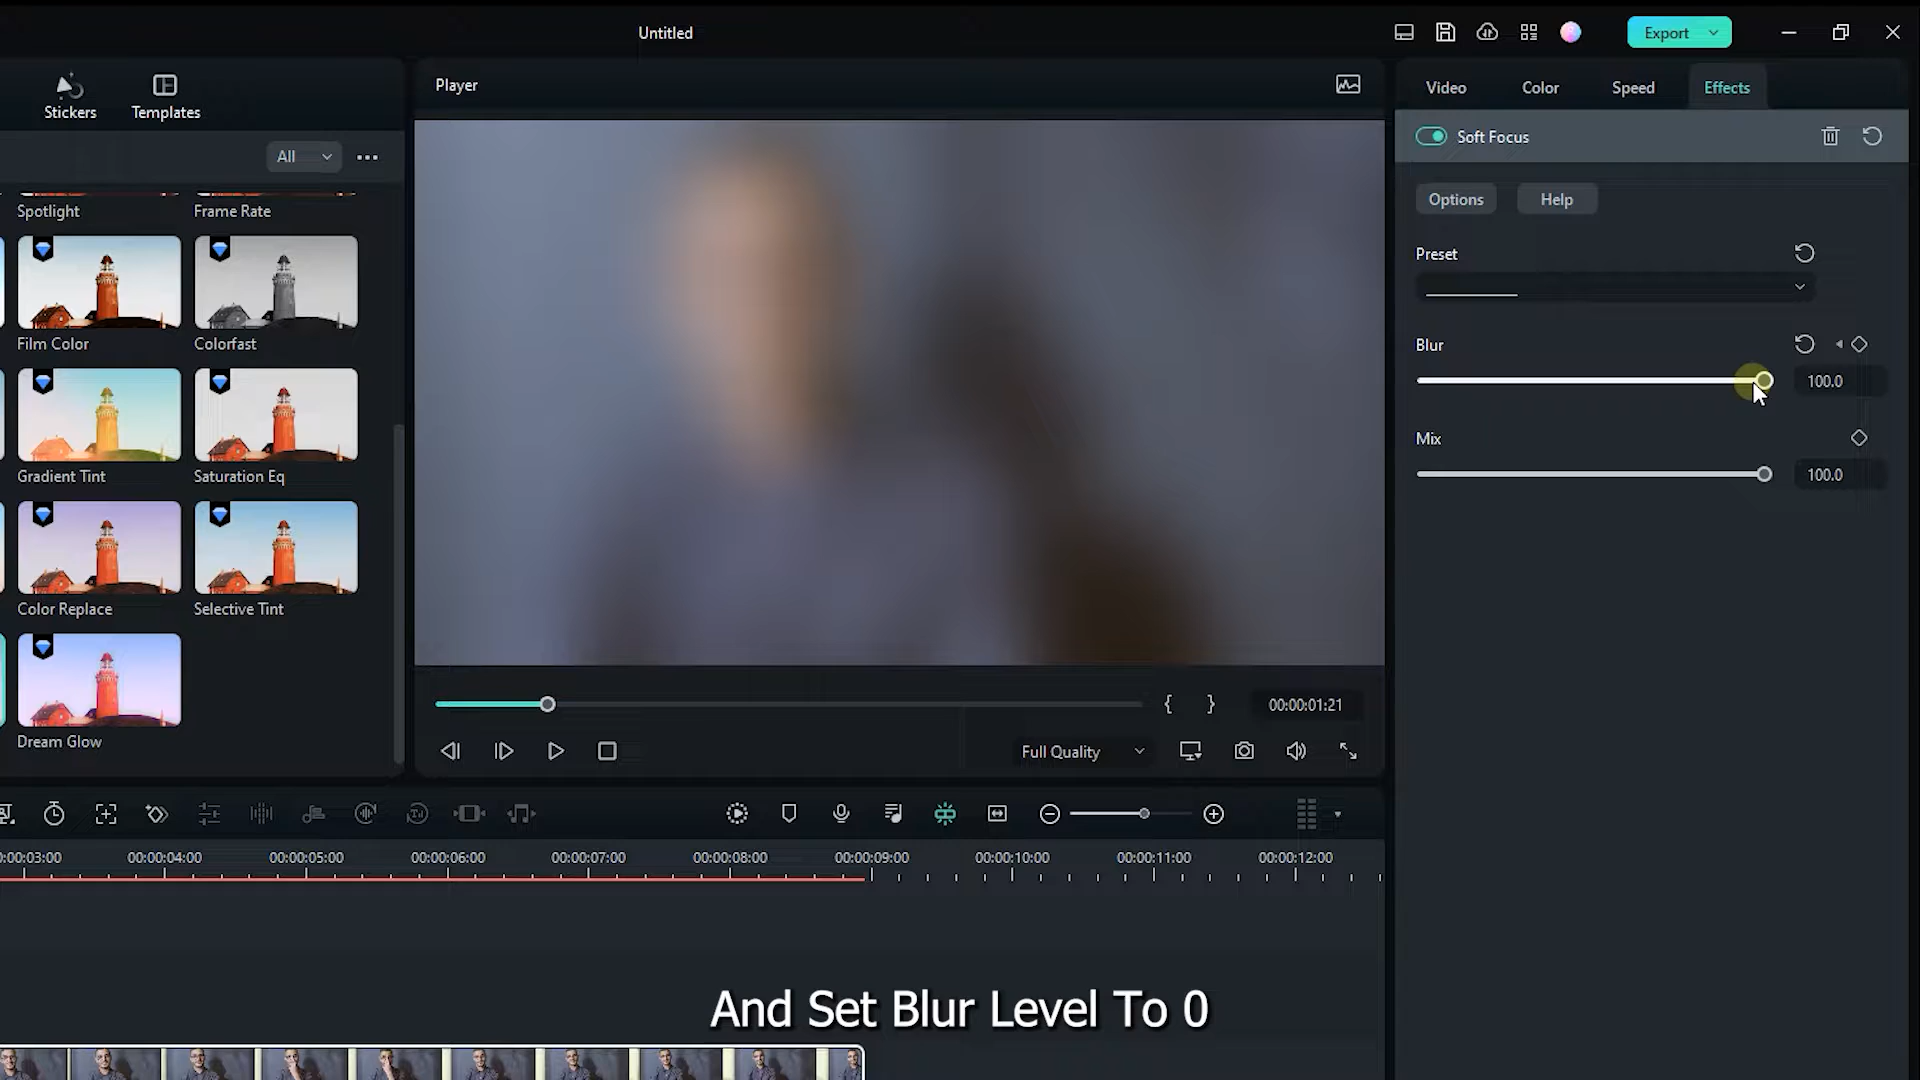 Untitled
Export
Stickers
Templates
Player
Video
Color
Speed
Effects
Soft Focus
All
Options
Help
Spotlight
Frame Rate
Preset
Film Color
Colorfast
Blur
100.0
Mix
100.0
Gradient Tint
Saturation Eq
Color Replace
Selective Tint
Dream Glow
{ }
00:00:01:21
Full Quality
:00:00:03:00
00:00:04:00
00:00:05:00
00:00:06:00
00:00:07:00
00:00:08:00
00:00:09:00
00:00:10:00
00:00:11:00
00:00:12:00
And Set Blur Level To 0